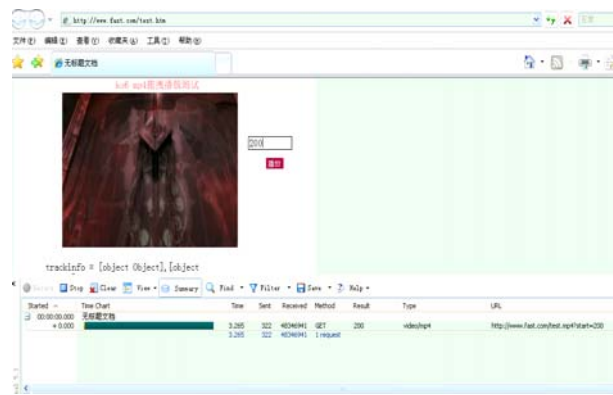 http://www.fast.com/test.htm
文件(F) 编辑(E) 查看(V) 收藏夹(A) 工具(T) 帮助(H)
无标题文档
200
trackinfo = [object Object],[object
Stop Clear View Summary Find Filter Save Help
Started Time Chart Time Sent Received Method Result Type URL
00:00:00.000 无标题文档
+ 0.000 3.265 322 48346941 GET 200 video/mp4 http://www.fast.com/test.mp4?start=200
3.265 322 48346941 1 request